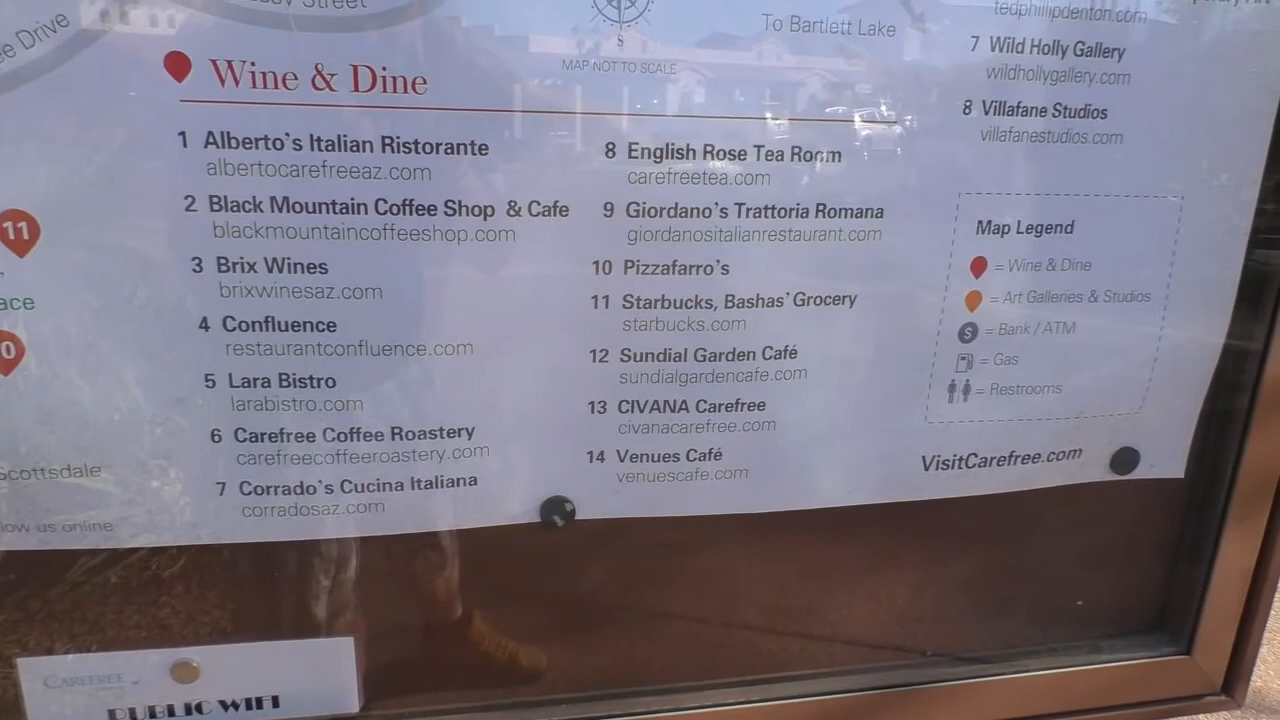 ee Drive
Street
S
MAP NOT TO SCALE
To Bartlett Lake
Wine & Dine
1 Alberto's Italian Ristorante
albertocarefreeaz.com
2 Black Mountain Coffee Shop & Cafe
blackmountaincoffeeshop.com
3 Brix Wines
brixwinesaz.com
4 Confluence
restaurantconfluence.com
5 Lara Bistro
larabistro.com
6 Carefree Coffee Roastery
carefreecoffeeroastery.com
7 Corrado's Cucina Italiana
corradosaz.com
8 English Rose Tea Room
carefreetea.com
9 Giordano's Trattoria Romana
giordanositalianrestaurant.com
10 Pizzafarro's
11 Starbucks, Bashas' Grocery
starbucks.com
12 Sundial Garden Café
sundialgardencafe.com
13 CIVANA Carefree
civanacarefree.com
14 Venues Café
venuescafe.com
tedphillipdenton.com
7 Wild Holly Gallery
wildhollygallery.com
8 Villafane Studios
villafanestudios.com
Map Legend
= Wine & Dine
= Art Galleries & Studios
$ = Bank / ATM
= Gas
= Restrooms
VisitCarefree.com
11
ace
0
Scottsdale
low us online
CAREFREE
PUBLIC WIFI